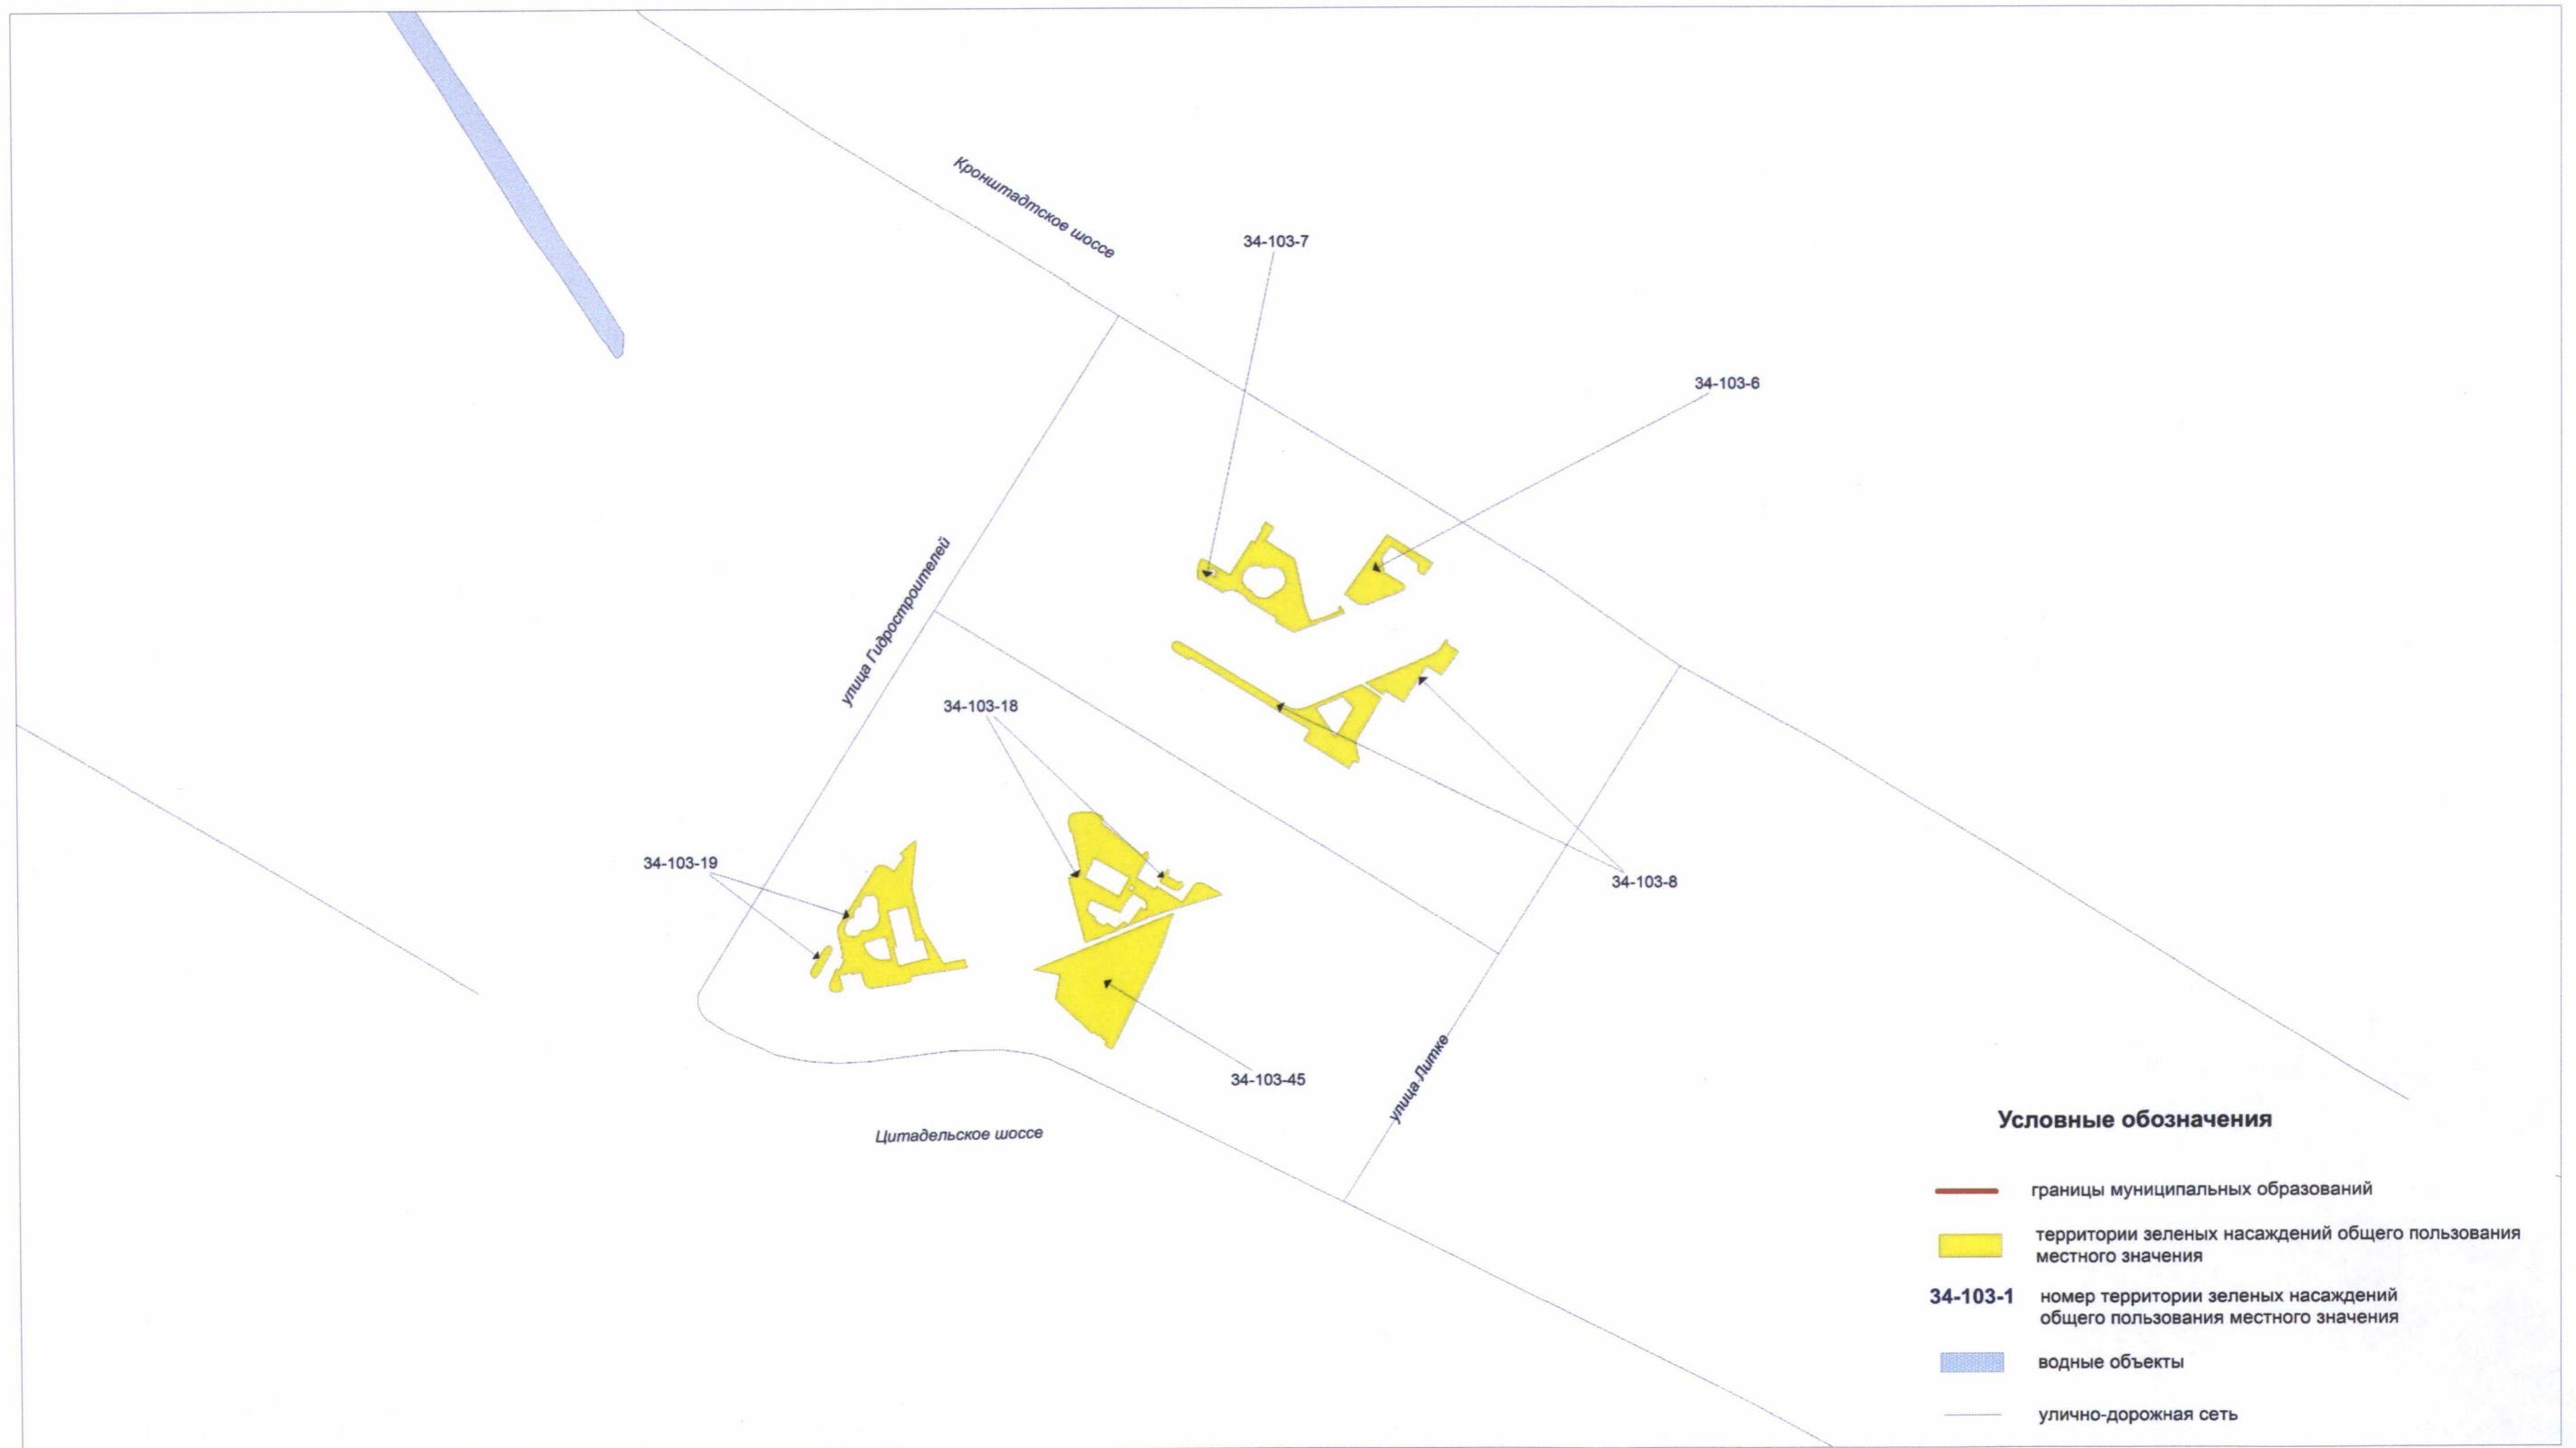 Кронштадтское шоссе
34-103-7
34-103-6
улица Гидростроителей
34-103-18
34-103-19
34-103-8
34-103-45
улица Литке
Цитадельское шоссе
Условные обозначения
границы муниципальных образований
территории зеленых насаждений общего пользования
местного значения
34-103-1 номер территории зеленых насаждений
общего пользования местного значения
водные объекты
улично-дорожная сеть